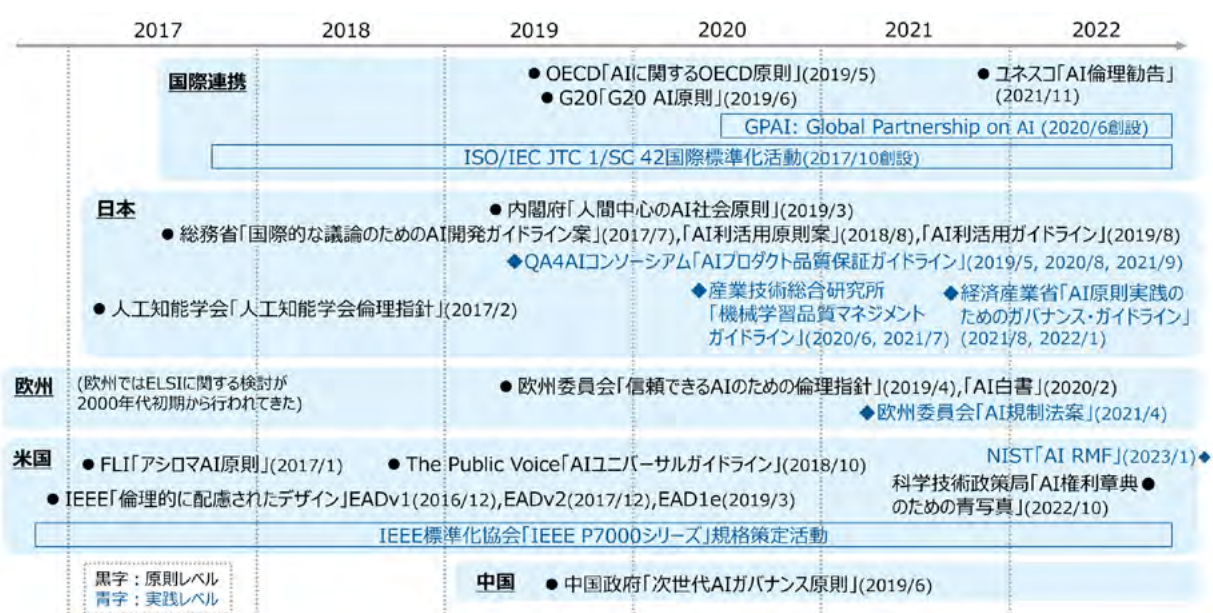 2017 2018 2019 2020 2021 2022
国際連携
● OECD「AIに関するOECD原則」(2019/5)
● G20「G20 AI原則」(2019/6)
● ユネスコ「AI倫理勧告」
(2021/11)
GPAI: Global Partnership on AI (2020/6創設)
ISO/IEC JTC 1/SC 42国際標準化活動(2017/10創設)
日本
● 内閣府「人間中心のAI社会原則」(2019/3)
● 総務省「国際的な議論のためのAI開発ガイドライン案」(2017/7),「AI利活用原則案」(2018/8),「AI利活用ガイドライン」(2019/8)
◆QA4AIコンソーシアム「AIプロダクト品質保証ガイドライン」(2019/5, 2020/8, 2021/9)
● 人工知能学会「人工知能学会倫理指針」(2017/2)
◆産業技術総合研究所
「機械学習品質マネジメント
ガイドライン」(2020/6, 2021/7)
◆経済産業省「AI原則実践の
ためのガバナンス・ガイドライン」
(2021/8, 2022/1)
欧州
(欧州ではELSIに関する検討が
2000年代初期から行われてきた)
● 欧州委員会「信頼できるAIのための倫理指針」(2019/4),「AI白書」(2020/2)
◆欧州委員会「AI規制法案」(2021/4)
米国
● FLI「アシロマAI原則」(2017/1)
● The Public Voice「AIユニバーサルガイドライン」(2018/10)
NIST「AI RMF」(2023/1)◆
● IEEE「倫理的に配慮されたデザイン」EADv1(2016/12),EADv2(2017/12),EAD1e(2019/3)
科学技術政策局「AI権利章典●
のための青写真」(2022/10)
IEEE標準化協会「IEEE P7000シリーズ」規格策定活動
中国
● 中国政府「次世代AIガバナンス原則」(2019/6)
黒字：原則レベル
青字：実践レベル